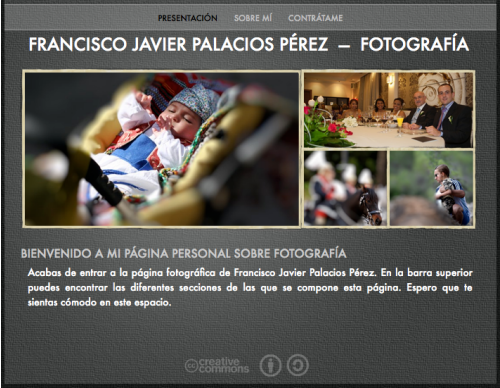 PRESENTACIÓN SOBRE MÍ CONTRÁTAME
FRANCISCO JAVIER PALACIOS PÉREZ – FOTOGRAFÍA
BIENVENIDO A MI PÁGINA PERSONAL SOBRE FOTOGRAFÍA
Acabas de entrar a la página fotográfica de Francisco Javier Palacios Pérez. En la barra superior
puedes encontrar las diferentes secciones de las que se compone esta página. Espero que te
sientas cómodo en este espacio.
cc creative
commons